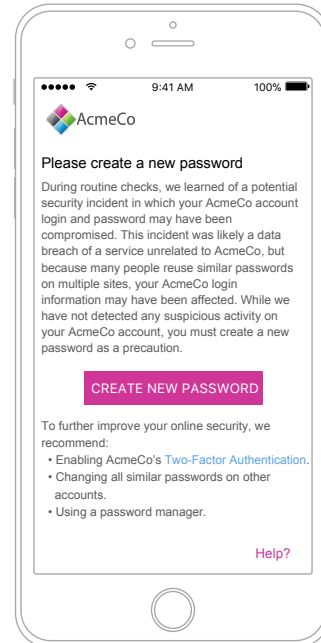 9:41 AM
100%
AcmeCo
Please create a new password
During routine checks, we learned of a potential
security incident in which your AcmeCo account
login and password may have been
compromised. This incident was likely a data
breach of a service unrelated to AcmeCo, but
because many people reuse similar passwords
on multiple sites, your AcmeCo login
information may have been affected. While we
have not detected any suspicious activity on
your AcmeCo account, you must create a new
password as a precaution.
CREATE NEW PASSWORD
To further improve your online security, we
recommend:
• Enabling AcmeCo's Two-Factor Authentication.
• Changing all similar passwords on other
accounts.
• Using a password manager.
Help?